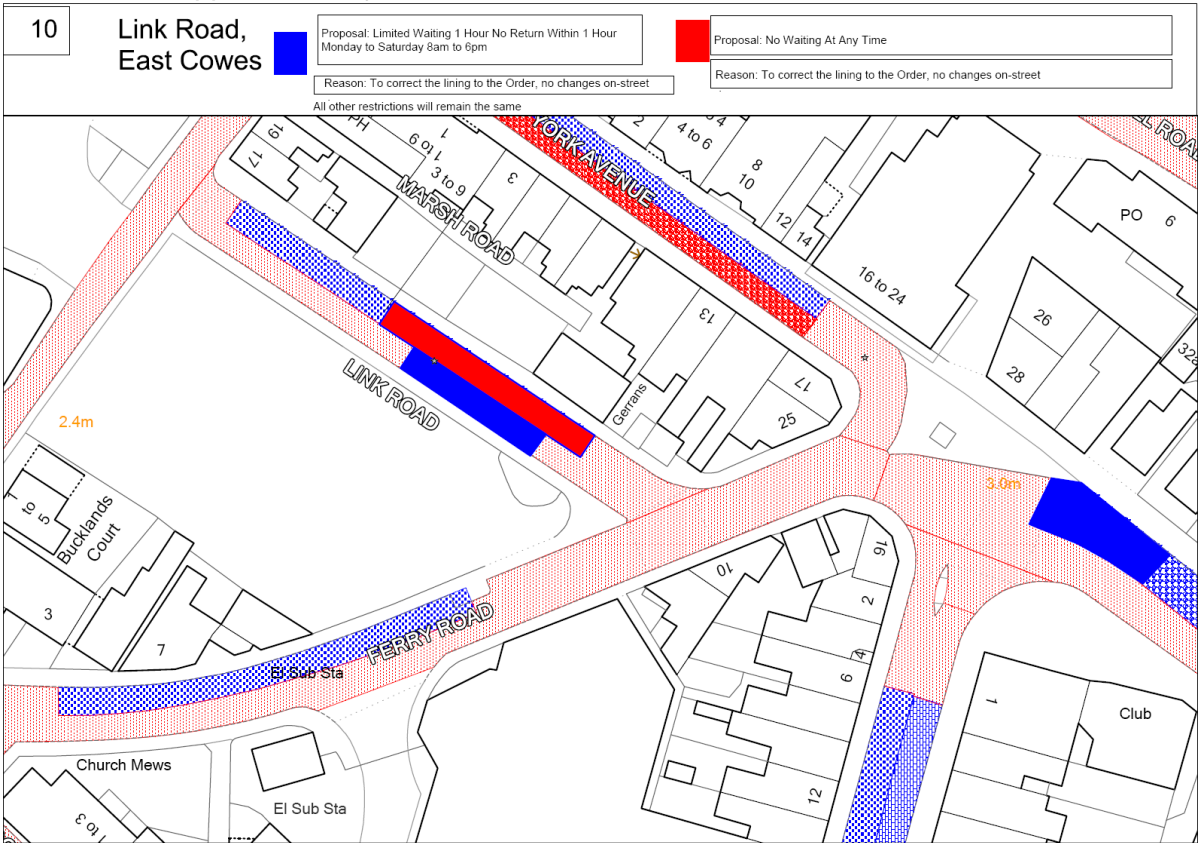 10
Link Road,
East Cowes
Proposal: Limited Waiting 1 Hour No Return Within 1 Hour
Monday to Saturday 8am to 6pm
Reason: To correct the lining to the Order, no changes on-street
All other restrictions will remain the same
Proposal: No Waiting At Any Time
Reason: To correct the lining to the Order, no changes on-street
19
17
PH
1
1 to 9
3 to 9
3
MARSH ROAD
YORK AVENUE
2
4 to 6
8
10
12
14
16 to 24
PO
6
26
28
13
17
25
Gerrans
LINK ROAD
2.4m
3.0m
1
to
5
Bucklands
Court
3
7
FERRY ROAD
El Sub Sta
Church Mews
El Sub Sta
1 to 3
10
16
2
4
6
12
1
Club